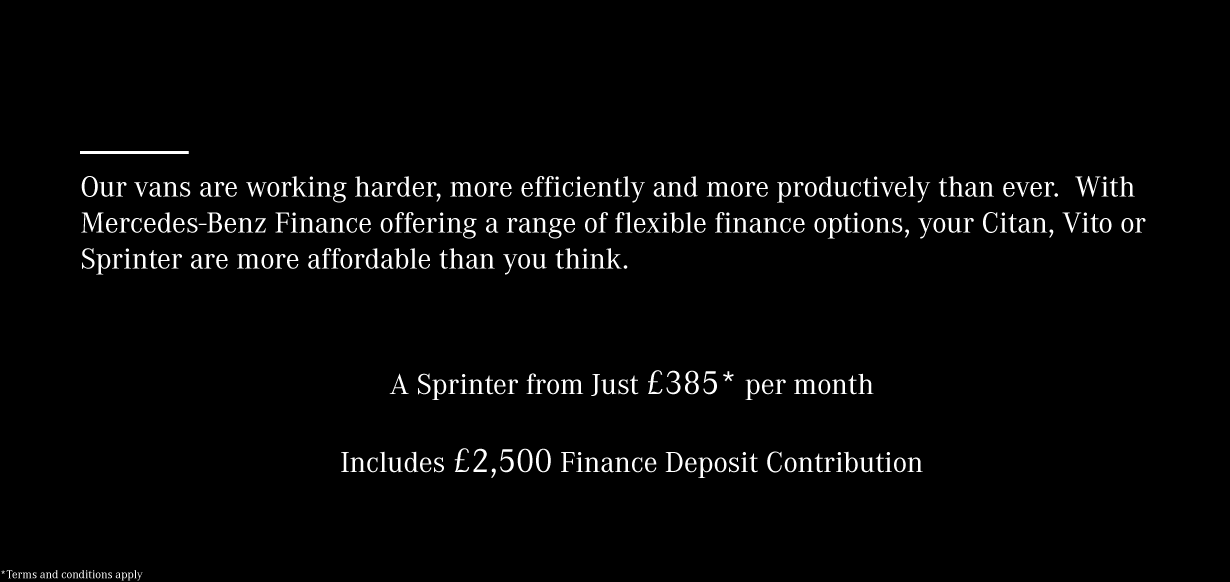 Our vans are working harder, more efficiently and more productively than ever.  With
Mercedes-Benz Finance offering a range of flexible finance options, your Citan, Vito or
Sprinter are more affordable than you think.
A Sprinter from Just £385* per month
Includes £2,500 Finance Deposit Contribution
*Terms and conditions apply